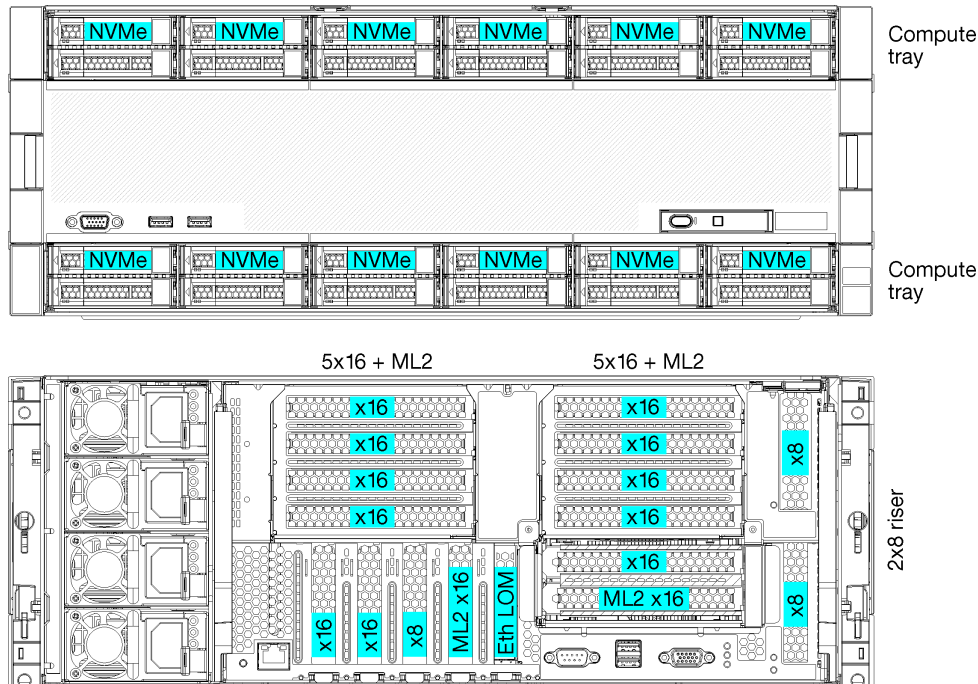 NVMe NVMe NVMe NVMe NVMe NVMe
Compute
tray
NVMe NVMe NVMe NVMe NVMe NVMe
Compute
tray
5x16 + ML2
5x16 + ML2
x16
x16
x16
x16
x16
x16
x16
x16
x8
x16
ML2 x16
x16
x16
x8
ML2 x16
Eth LOM
x8
2x8 riser